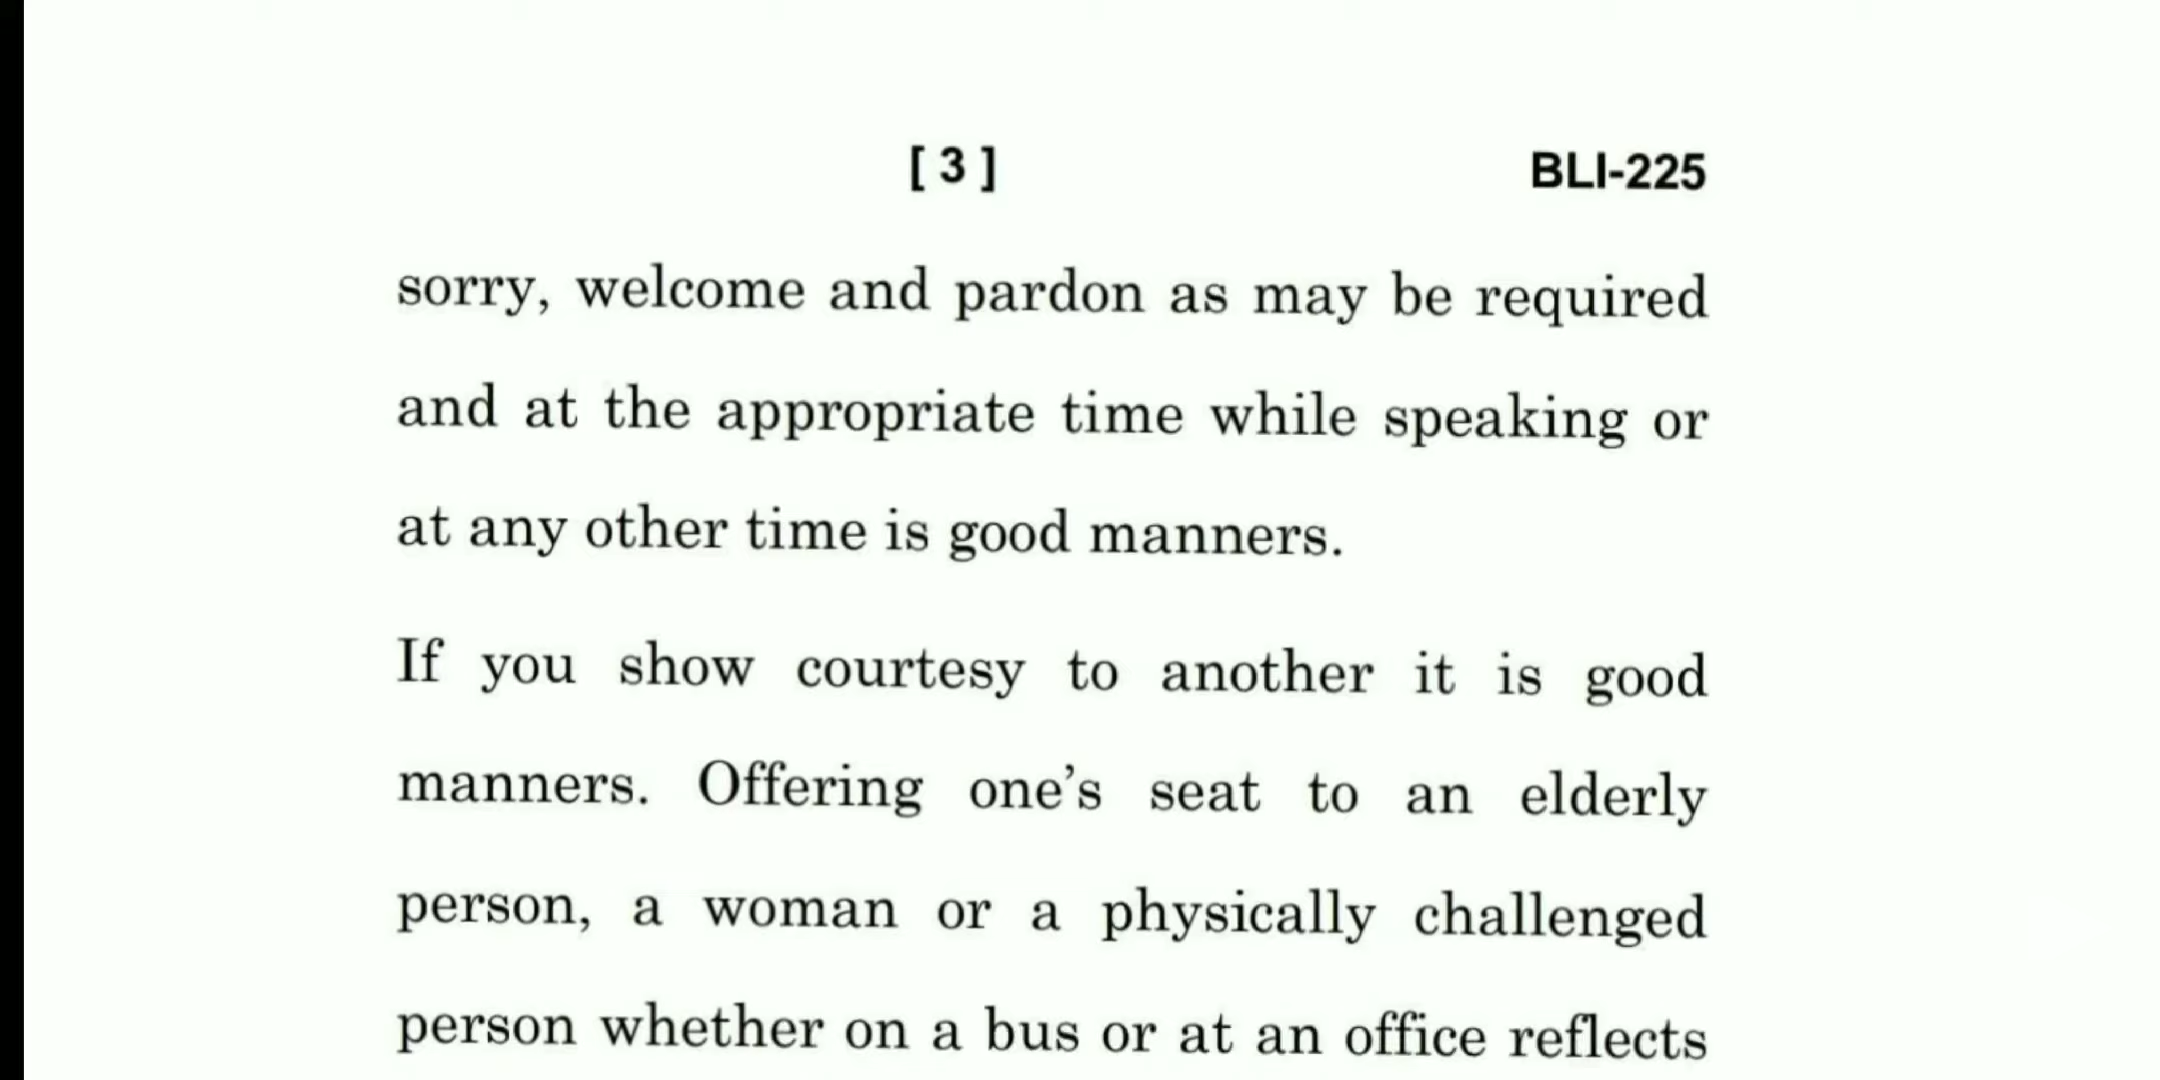 [ 3 ] BLI-225
sorry, welcome and pardon as may be required
and at the appropriate time while speaking or
at any other time is good manners.
If you show courtesy to another it is good
manners. Offering one's seat to an elderly
person, a woman or a physically challenged
person whether on a bus or at an office reflects